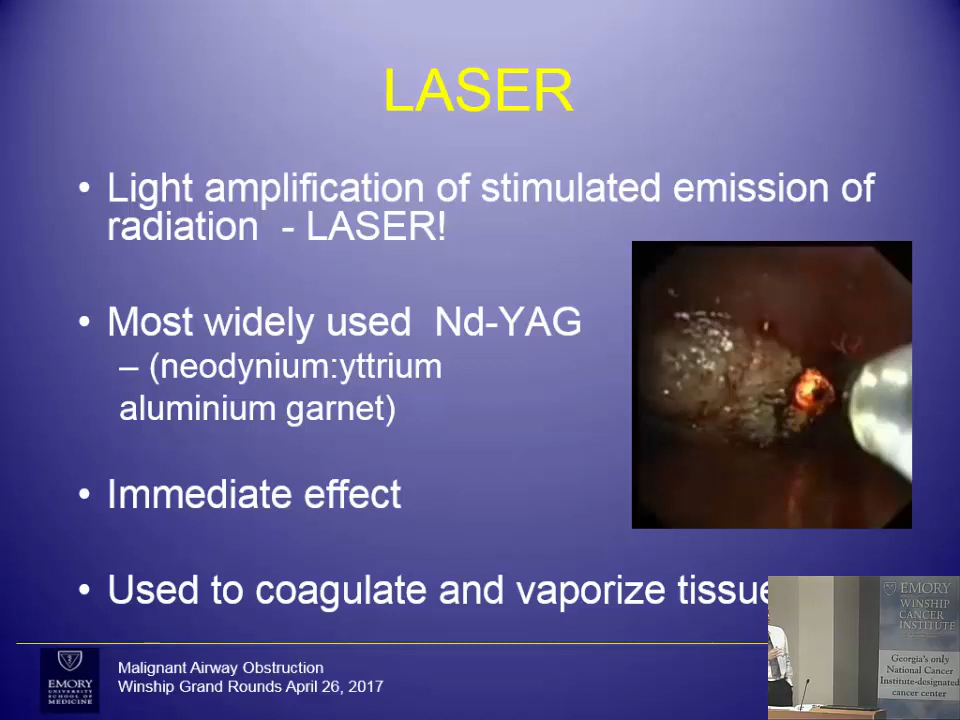 LASER
• Light amplification of stimulated emission of
radiation - LASER!
• Most widely used Nd-YAG
– (neodynium:yttrium
aluminium garnet)
• Immediate effect
• Used to coagulate and vaporize tissue
Malignant Airway Obstruction
Winship Grand Rounds April 26, 2017
EMORY
UNIVERSITY
SCHOOL OF
MEDICINE
EMORY
WINSHIP
CANCER
INSTITUTE
Georgia's only
National Cancer
Institute-designated
cancer center